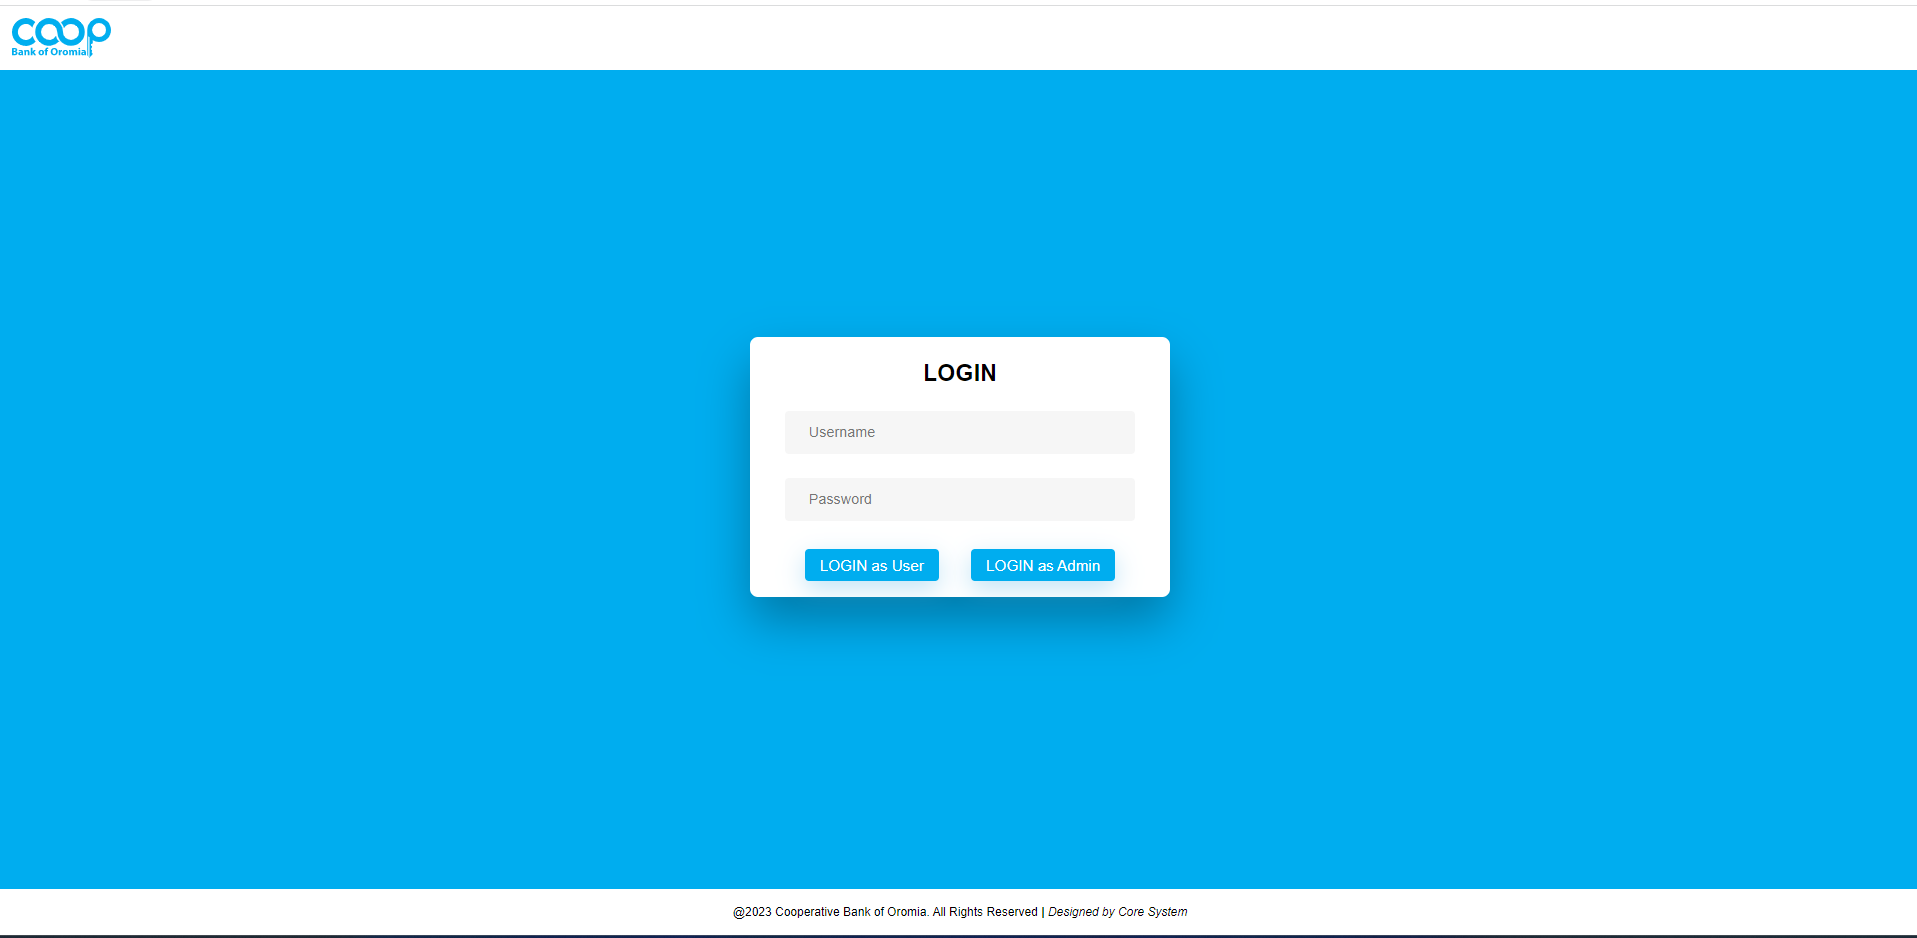 coop
Bank of Oromia
LOGIN
Username
Password
LOGIN as User
LOGIN as Admin
@2023 Cooperative Bank of Oromia. All Rights Reserved | Designed by Core System